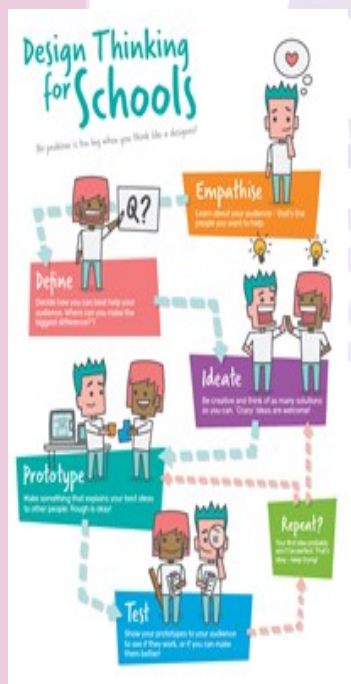 Design Thinking
for Schools
No problem is too big when you think like a designer!
Empathise
Learn about your audience - that's the
people you want to help.
Q?
Define
Decide how you can best help your
audience. Where can you make the
biggest difference??
Ideate
Be creative and think of as many solutions
as you can. 'Crazy' ideas are welcome!
Prototype
Make something that explains your best ideas
to other people. Rough is okay!
Repeat?
Your first idea probably
won't be perfect. That's
okay - keep trying!
Test
Show your prototypes to your audience
to see if they work, or if you can make
them better!